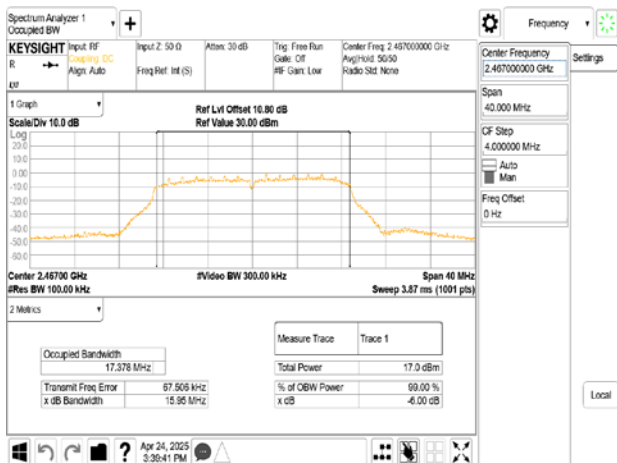 Spectrum Analyzer 1
Occupied BW
Frequency
KEYSIGHT
R
Input: RF
Coupling: DC
Align: Auto
Input Z: 50 Ω
Freq Ref: Int (S)
Atten: 30 dB
Trig: Free Run
Gate: Off
#IF Gain: Low
Center Freq: 2.467000000 GHz
Avg|Hold: 50/50
Radio Std: None
Center Frequency
2.467000000 GHz
Settings
Span
40.000 MHz
CF Step
4.000000 MHz
Auto
Man
Freq Offset
0 Hz
1 Graph
Scale/Div 10.0 dB
Ref Lvl Offset 10.80 dB
Ref Value 30.00 dBm
Log
20.0
10.0
0.00
-10.0
-20.0
-30.0
-40.0
-50.0
-60.0
Center 2.46700 GHz
#Video BW 300.00 kHz
Span 40 MHz
#Res BW 100.00 kHz
Sweep 3.87 ms (1001 pts)
2 Metrics
Measure Trace
Trace 1
Occupied Bandwidth
17.378 MHz
Total Power
17.0 dBm
Transmit Freq Error
67.506 kHz
% of OBW Power
99.00 %
x dB Bandwidth
15.95 MHz
x dB
-6.00 dB
Local
?
Apr 24, 2025
3:39:41 PM